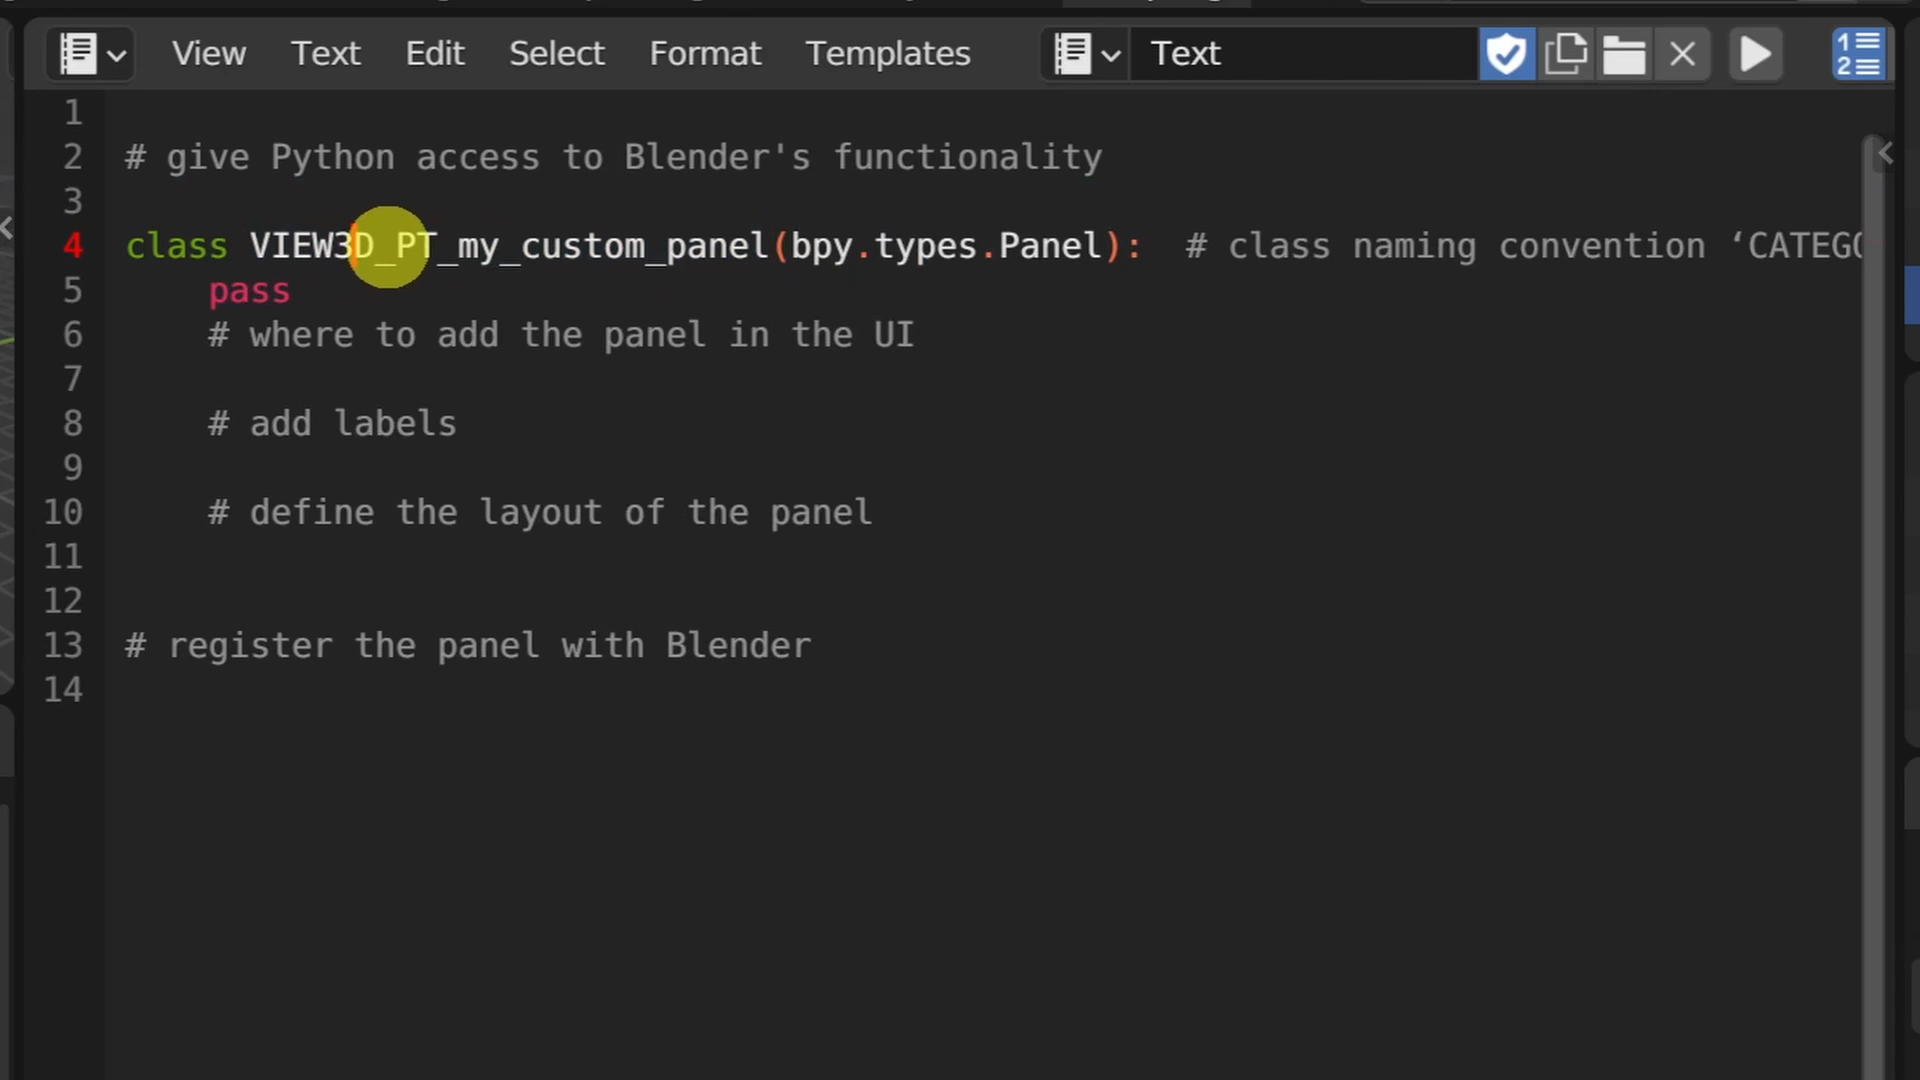 View Text Edit Select Format Templates Text
1
2 # give Python access to Blender's functionality
3
4 class VIEW3D_PT_my_custom_panel(bpy.types.Panel):  # class naming convention ‘CATEGO
5     pass
6     # where to add the panel in the UI
7
8     # add labels
9
10     # define the layout of the panel
11
12
13 # register the panel with Blender
14